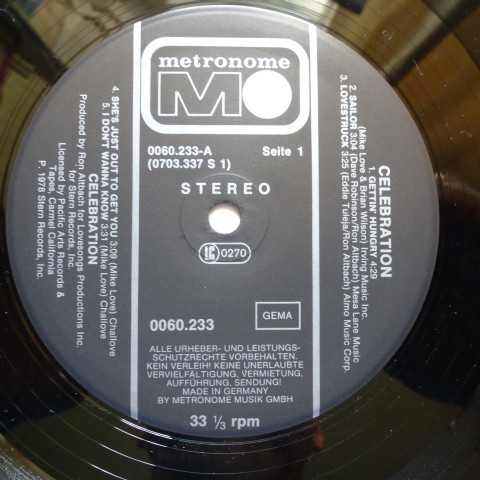 metronome
MO
0060.233-A
(0703.337 S 1)
Seite 1
STEREO
LC 0270
0060.233
GEMA
ALLE URHEBER- UND LEISTUNGS-
SCHUTZRECHTE VORBEHALTEN.
KEIN VERLEIH! KEINE UNERLAUBTE
VERVIELFÄLTIGUNG, VERMIETUNG,
AUFFÜHRUNG, SENDUNG!
MADE IN GERMANY
BY METRONOME MUSIK GMBH
33 1/3 rpm
CELEBRATION
1. GETTIN' HUNGRY 4:29
(Mike Love & Brian Wilson) Irving Music Inc.
2. SAILOR 3:04 (Dave Robinson/Ron Altbach) Mesa Lane Music
3. LOVESTRUCK 3:25 (Eddie Tuleja/Ron Altbach) Almo Music Corp.
4. SHE'S JUST OUT TO GET YOU 3:09 (Mike Love) Challove
5. I DON'T WANNA KNOW 3:31 (Mike Love) Challove
CELEBRATION
Produced by Ron Altbach for Lovesongs Productions Inc.
for Stern Records, Inc.
Licensed by Pacific Arts Records &
Tapes, Carmel California
P. 1978 Stern Records, Inc.